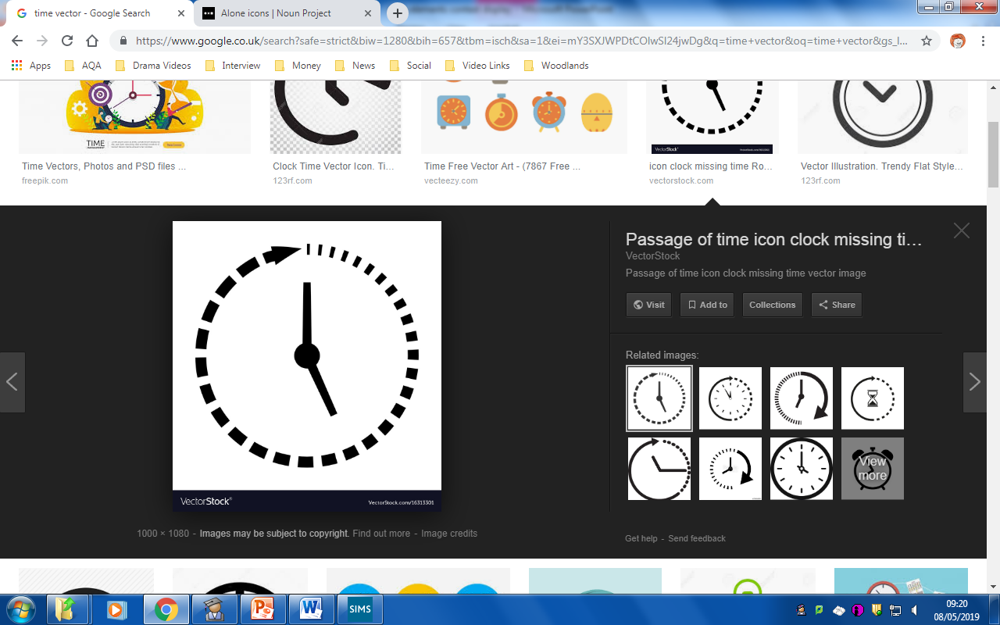 time vector - Google Search
Alone icons | Noun Project
https://www.google.co.uk/search?safe=strict&biw=1280&bih=657&tbm=isch&sa=1&ei=mY3SXJWPDtCOlwSl24jwDg&q=time+vector&oq=time+vector&gs_l...
Apps AQA Drama Videos Interview Money News Social Video Links Woodlands
TIME
VectorStock
Time Vectors, Photos and PSD files ...
freepik.com
Clock Time Vector Icon. Ti...
123rf.com
Time Free Vector Art - (7867 Free ...
vecteezy.com
icon clock missing time Ro...
vectorstock.com
Vector Illustration. Trendy Flat Style...
123rf.com
VectorStock®
VectorStock.com/16313301
1000 × 1080 - Images may be subject to copyright. Find out more - Image credits
Passage of time icon clock missing ti...
VectorStock
Passage of time icon clock missing time vector image
Visit Add to Collections Share
Related images:
View
more
Get help - Send feedback
SIMS
09:20
08/05/2019